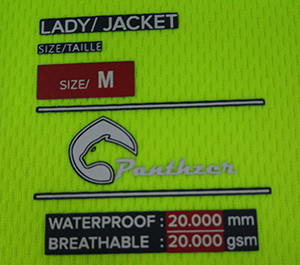 LADY/ JACKET
SIZE/TAILLE
SIZE/ M
Panthzer
WATERPROOF : 20.000 mm
BREATHABLE : 20.000 gsm